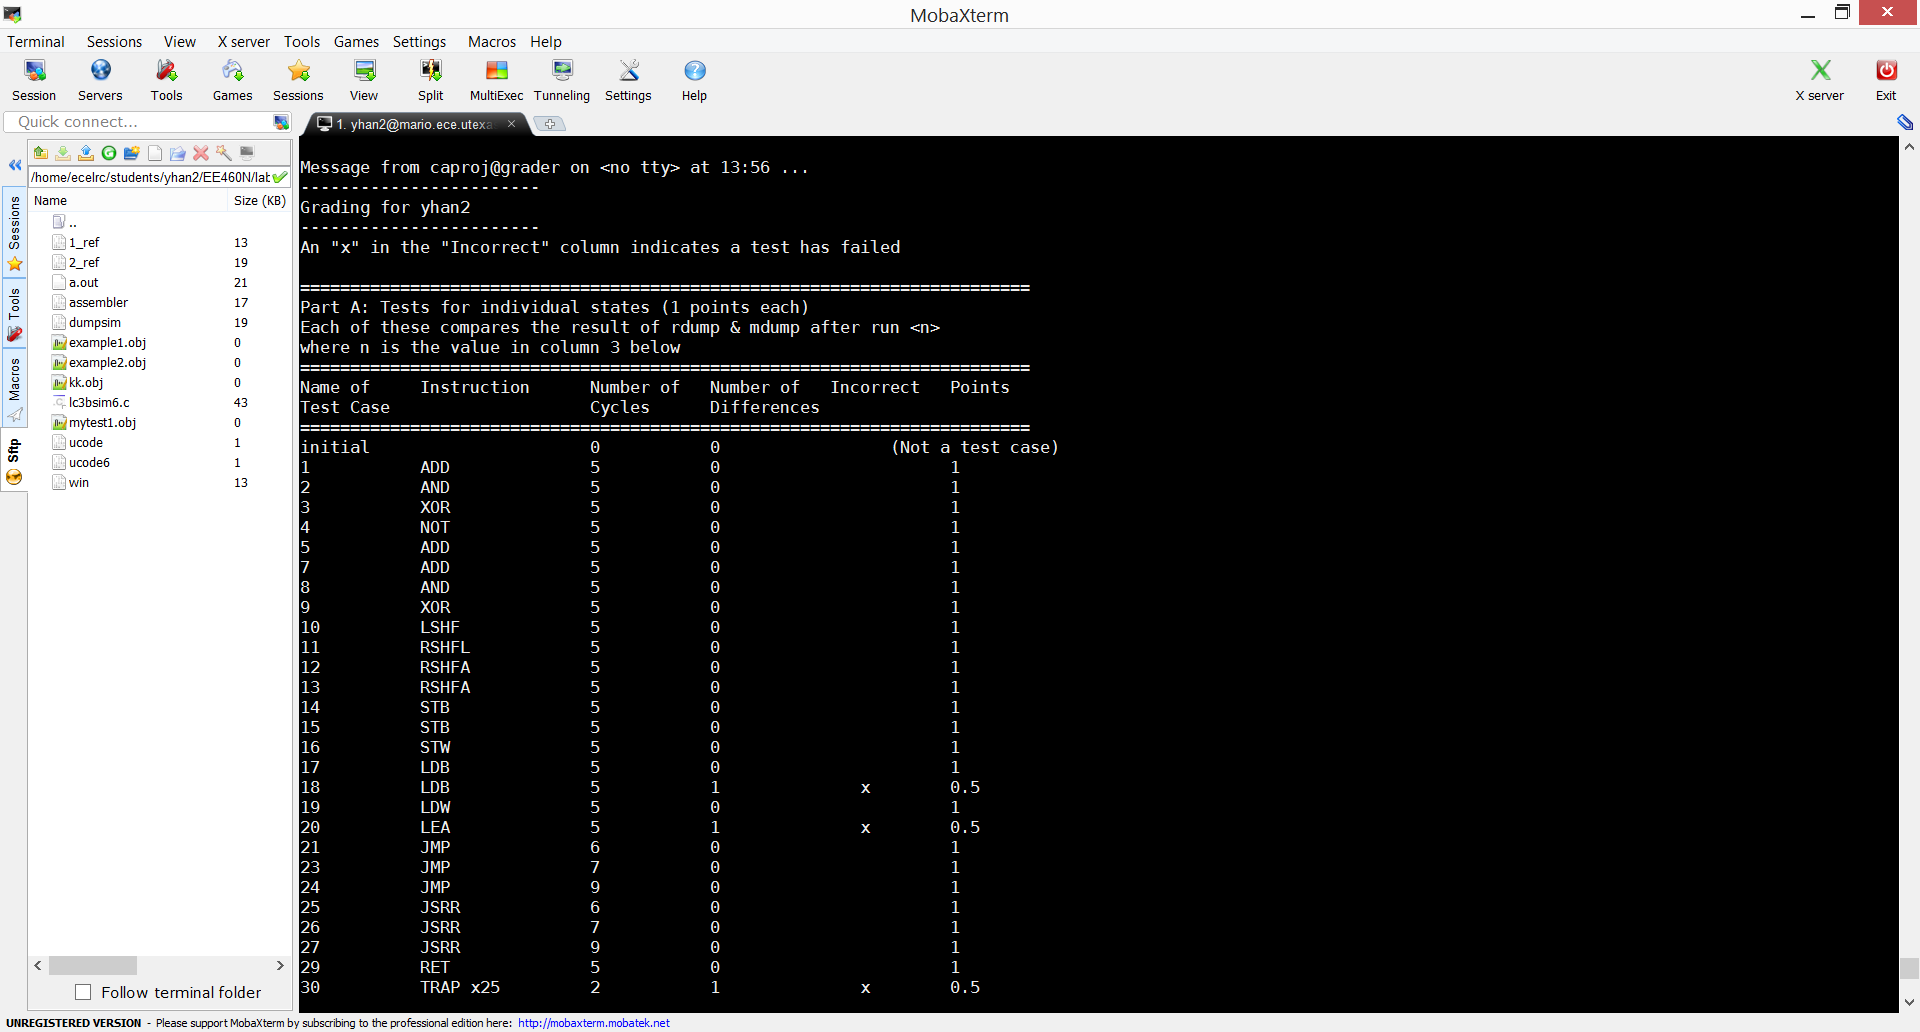 MobaXterm
Terminal Sessions View X server Tools Games Settings Macros Help
Session Servers Tools Games Sessions View Split MultiExec Tunneling Settings Help X server Exit
Quick connect...
1. yhan2@mario.ece.utexa
/home/ecelrc/students/yhan2/EE460N/lab
Name Size (KB)
..
1_ref 13
2_ref 19
a.out 21
assembler 17
dumpsim 19
example1.obj 0
example2.obj 0
kk.obj 0
lc3bsim6.c 43
mytest1.obj 0
ucode 1
ucode6 1
win 13
Sessions
Tools
Macros
Sftp
Follow terminal folder
Message from caproj@grader on <no tty> at 13:56 ...
------------------------
Grading for yhan2
------------------------
An "x" in the "Incorrect" column indicates a test has failed
=========================================================================
Part A: Tests for individual states (1 points each)
Each of these compares the result of rdump & mdump after run <n>
where n is the value in column 3 below
=========================================================================
Name of Instruction Number of Number of Incorrect Points
Test Case Cycles Differences
=========================================================================
initial 0 0 (Not a test case)
1 ADD 5 0 1
2 AND 5 0 1
3 XOR 5 0 1
4 NOT 5 0 1
5 ADD 5 0 1
7 ADD 5 0 1
8 AND 5 0 1
9 XOR 5 0 1
10 LSHF 5 0 1
11 RSHFL 5 0 1
12 RSHFA 5 0 1
13 RSHFA 5 0 1
14 STB 5 0 1
15 STB 5 0 1
16 STW 5 0 1
17 LDB 5 0 1
18 LDB 5 1 x 0.5
19 LDW 5 0 1
20 LEA 5 1 x 0.5
21 JMP 6 0 1
23 JMP 7 0 1
24 JMP 9 0 1
25 JSRR 6 0 1
26 JSRR 7 0 1
27 JSRR 9 0 1
29 RET 5 0 1
30 TRAP x25 2 1 x 0.5
UNREGISTERED VERSION - Please support MobaXterm by subscribing to the professional edition here: http://mobaxterm.mobatek.net